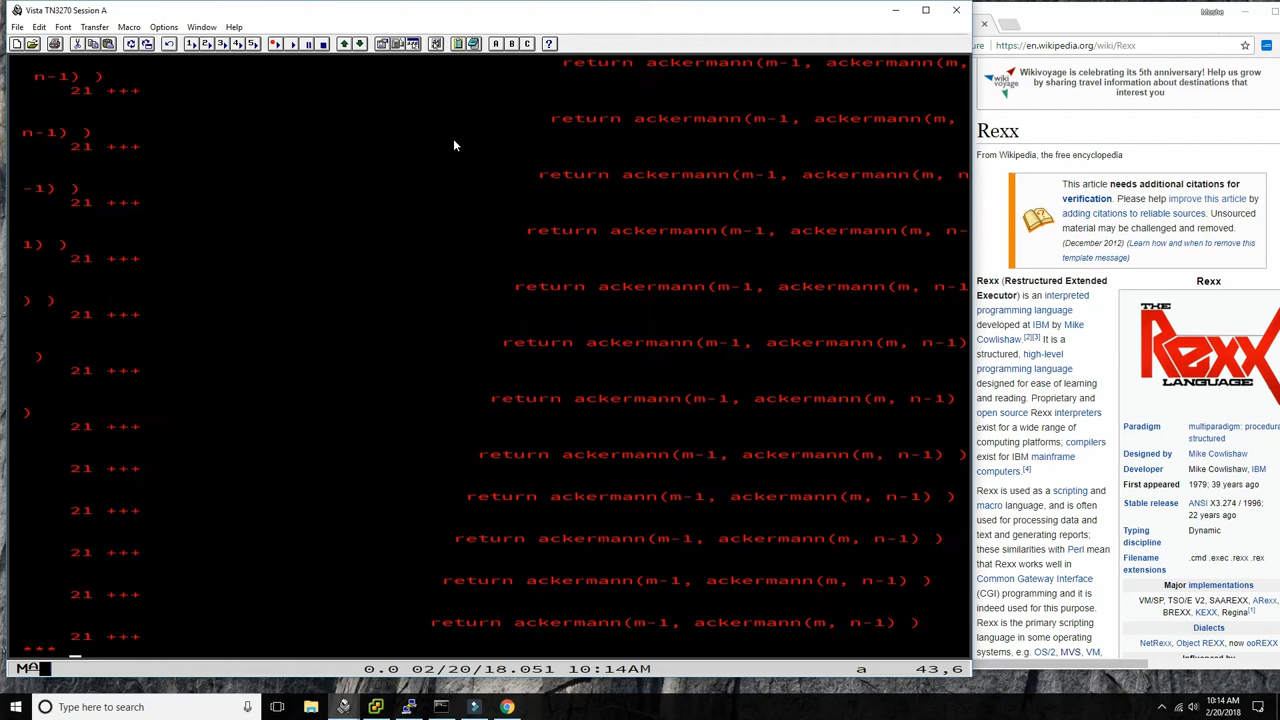 Vista TN3270 Session A
File Edit Font Transfer Macro Options Window Help
return ackermann(m-1, ackermann(m,
n-1) )
21 +++
return ackermann(m-1, ackermann(m,
n-1) )
21 +++
return ackermann(m-1, ackermann(m, n
-1) )
21 +++
return ackermann(m-1, ackermann(m, n-
1) )
21 +++
return ackermann(m-1, ackermann(m, n-1
) )
21 +++
return ackermann(m-1, ackermann(m, n-1)
)
21 +++
return ackermann(m-1, ackermann(m, n-1)
)
21 +++
return ackermann(m-1, ackermann(m, n-1) )
21 +++
return ackermann(m-1, ackermann(m, n-1) )
21 +++
return ackermann(m-1, ackermann(m, n-1) )
21 +++
return ackermann(m-1, ackermann(m, n-1) )
21 +++
return ackermann(m-1, ackermann(m, n-1) )
21 +++
***
0.0 02/20/18.051 10:14AM a 43,6
Moshe
https://en.wikipedia.org/wiki/Rexx
Wikivoyage is celebrating its 5th anniversary! Help us grow
by sharing travel information about destinations that
interest you
Rexx
From Wikipedia, the free encyclopedia
This article needs additional citations for
verification. Please help improve this article by
adding citations to reliable sources. Unsourced
material may be challenged and removed.
(December 2012) (Learn how and when to remove this
template message)
Rexx (Restructured Extended
Executor) is an interpreted
programming language
developed at IBM by Mike
Cowlishaw.[2][3] It is a
structured, high-level
programming language
designed for ease of learning
and reading. Proprietary and
open source Rexx interpreters
exist for a wide range of
computing platforms; compilers
exist for IBM mainframe
computers.[4]
Rexx is used as a scripting and
macro language, and is often
used for processing data and
text and generating reports;
these similarities with Perl mean
that Rexx works well in
Common Gateway Interface
(CGI) programming and it is
indeed used for this purpose.
Rexx is the primary scripting
language in some operating
systems, e.g. OS/2, MVS, VM,
Rexx
THE
Rexx
LANGUAGE
Paradigm multiparadigm: procedural
structured
Designed by Mike Cowlishaw
Developer Mike Cowlishaw, IBM
First appeared 1979; 39 years ago
Stable release ANSI X3.274 / 1996;
22 years ago
Typing Dynamic
discipline
Filename .cmd .exec .rexx .rex
extensions
Major implementations
VM/SP, TSO/E V2, SAAREXX, ARexx,
BREXX, KEXX, Regina[1]
Dialects
NetRexx, Object REXX, now ooREXX
Type here to search
10:14 AM
2/20/2018